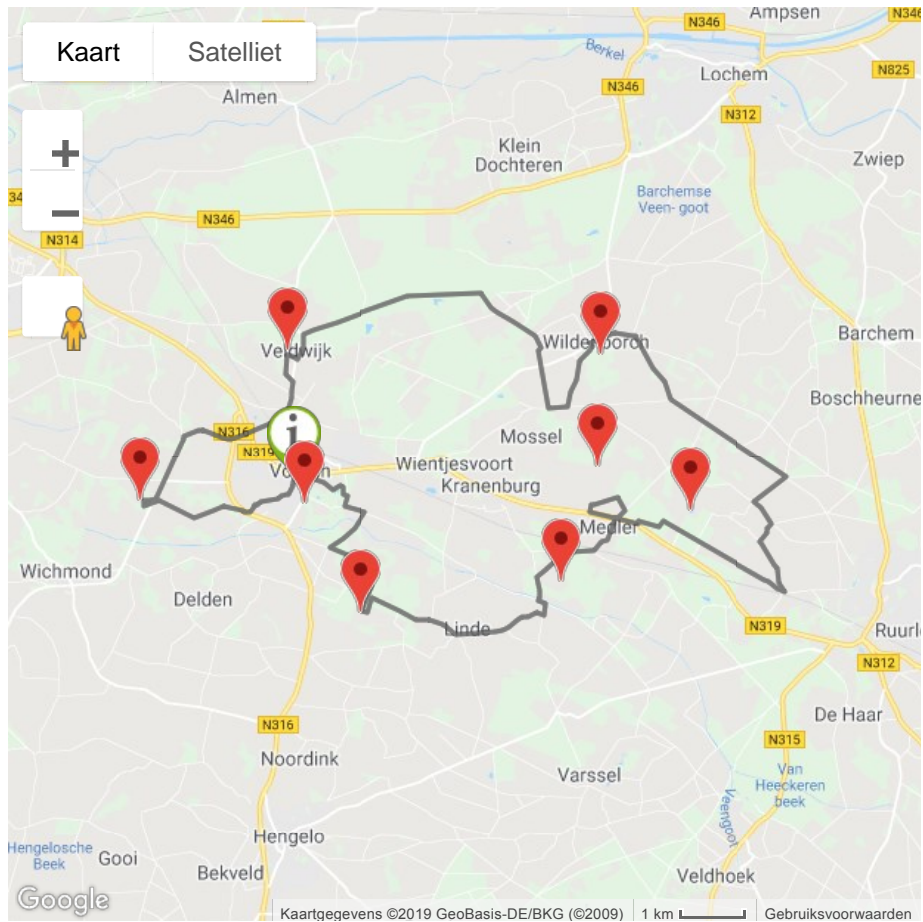 Ampsen
N346
N346
Kaart
Satelliet
Berkel
N346
Lochem
N825
N346
Almen
N312
Klein
Dochteren
Zwiep
Barchemse
Veen- goot
N346
N314
Barchem
Veldwijk
Wildenborch
Boschheurne
N316
Mossel
N319
i
Wientjesvoort
Kranenburg
Medler
Wichmond
Delden
Linde
N319
Ruurlo
N312
De Haar
N316
N315
Noordink
Varssel
Van
Heeckeren
beek
Veengoot
Hengelo
Hengelosche
Beek
Gooi
Bekveld
Veldhoek
Google
Kaartgegevens ©2019 GeoBasis-DE/BKG (©2009)
1 km
Gebruiksvoorwaarden